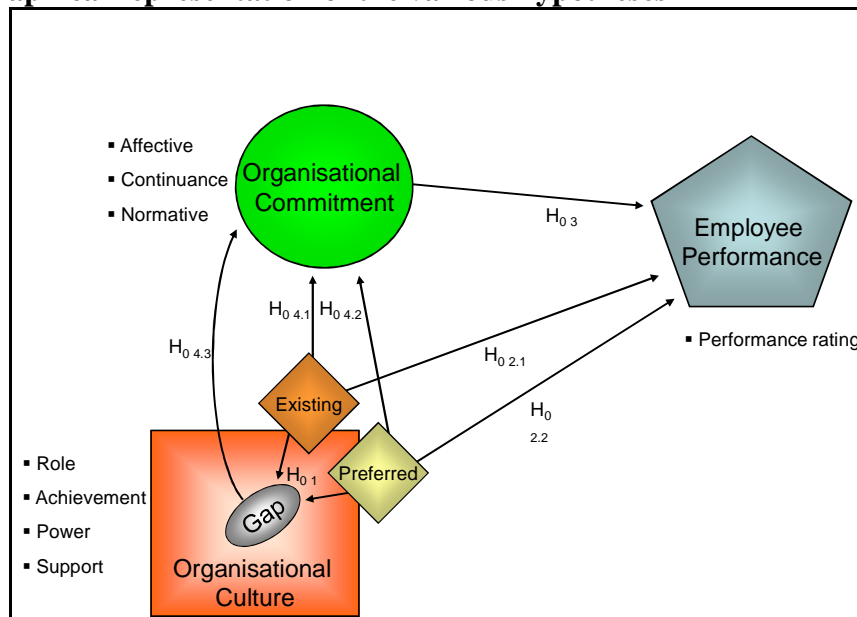 ▪ Affective
▪ Continuance
▪ Normative
Organisational
Commitment
H0 3
Employee
Performance
▪ Performance rating
H0 4.1
H0 4.2
H0 4.3
H0 2.1
H0
2.2
Existing
Preferred
▪ Role
▪ Achievement
▪ Power
▪ Support
H0 1
Gap
Organisational
Culture